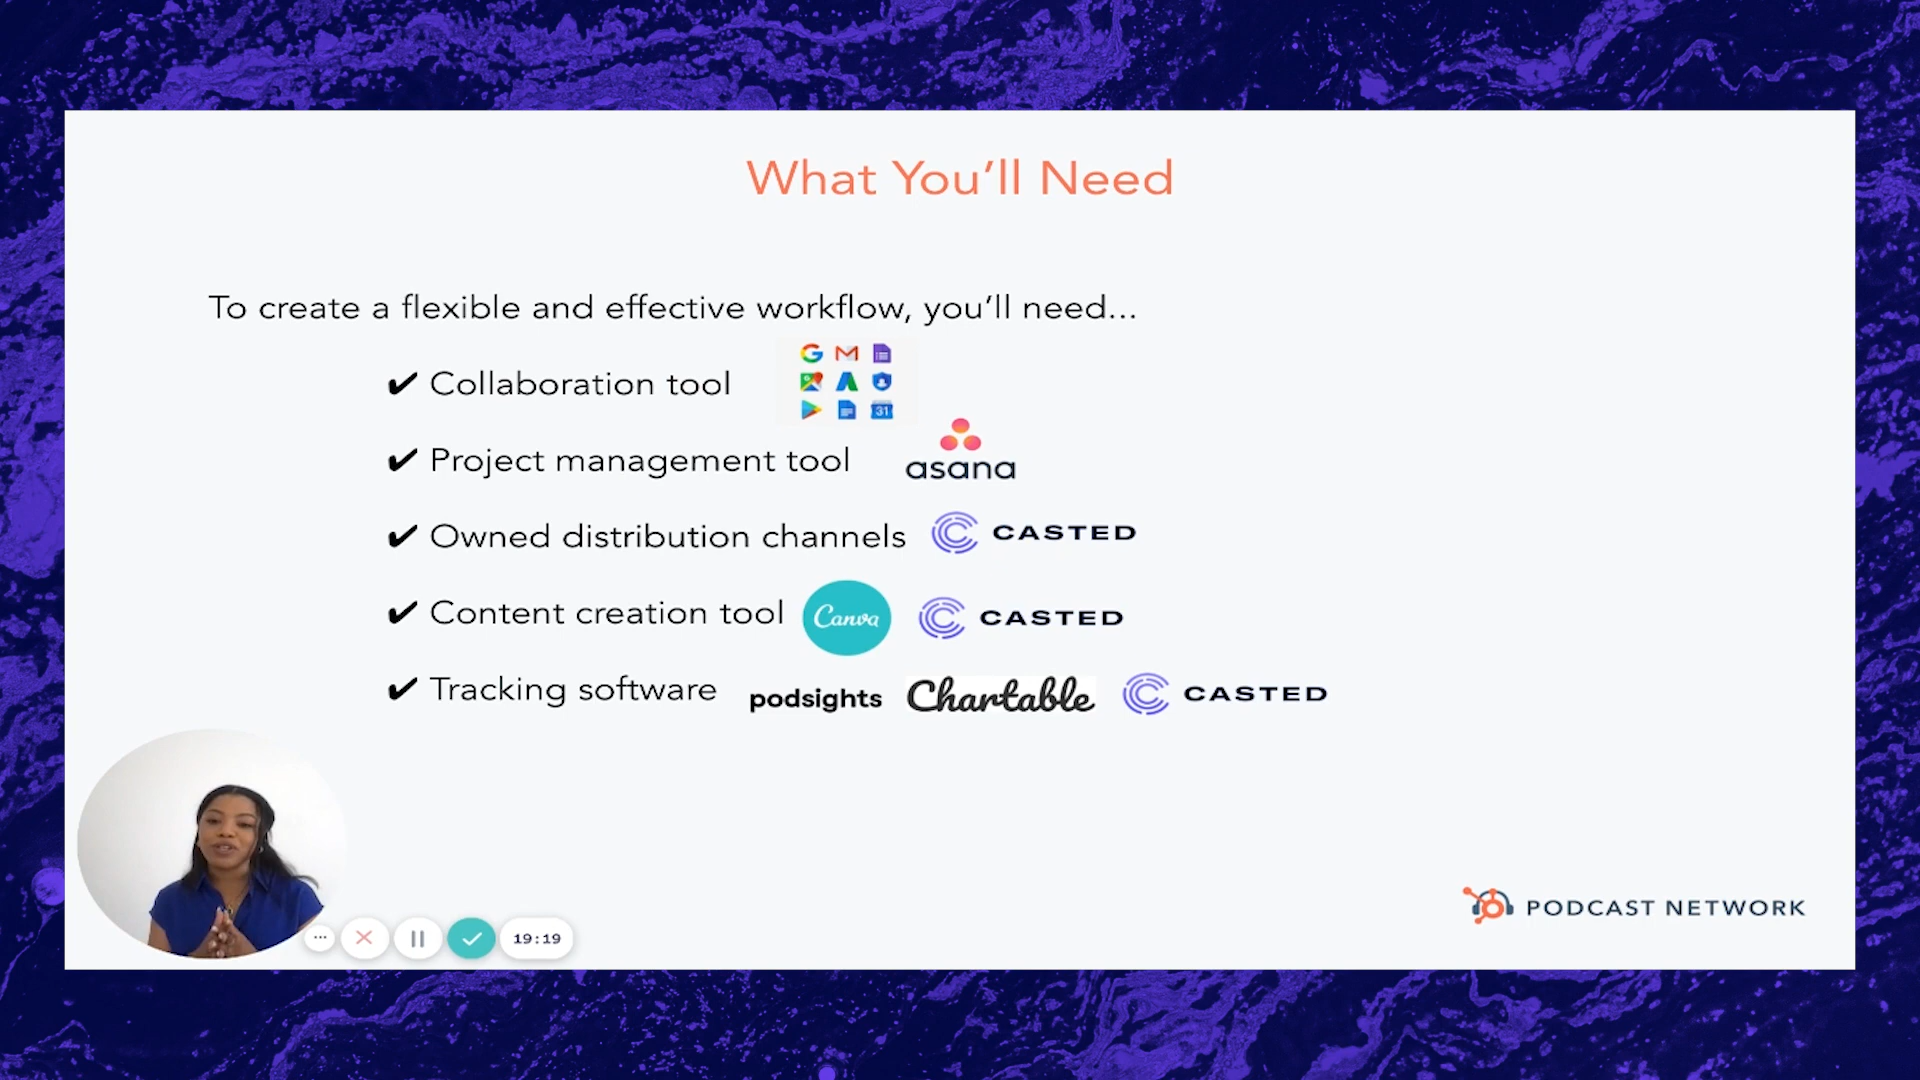 What You’ll Need
To create a flexible and effective workflow, you’ll need...
✔ Collaboration tool
31
✔ Project management tool
asana
✔ Owned distribution channels CASTED
✔ Content creation tool Canva CASTED
✔ Tracking software podsights Chartable CASTED
PODCAST NETWORK
19:19